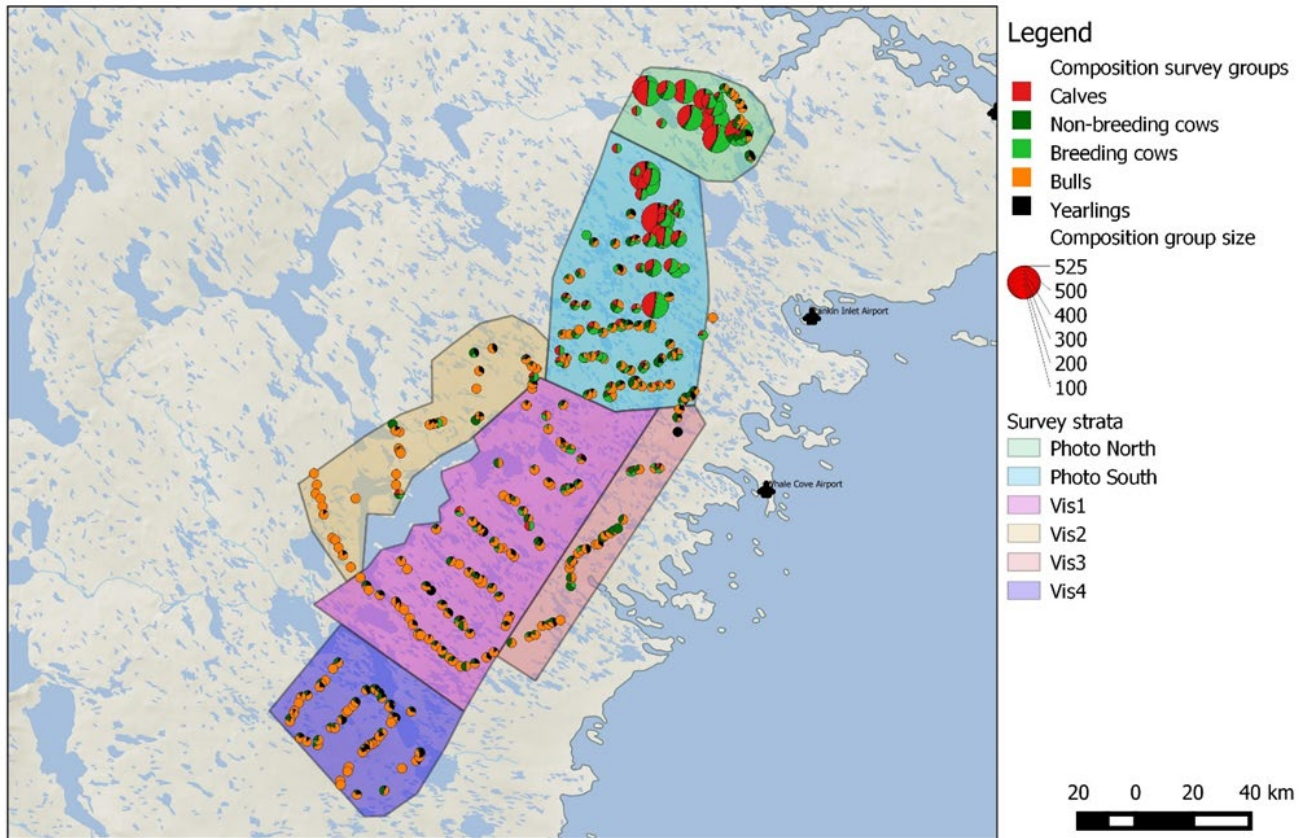 Legend
Composition survey groups
Calves
Non-breeding cows
Breeding cows
Bulls
Yearlings
Composition group size
525
500
400
300
200
100
Survey strata
Photo North
Photo South
Vis1
Vis2
Vis3
Vis4
Inlet Airport
Cove Airport
20 0 20 40 km